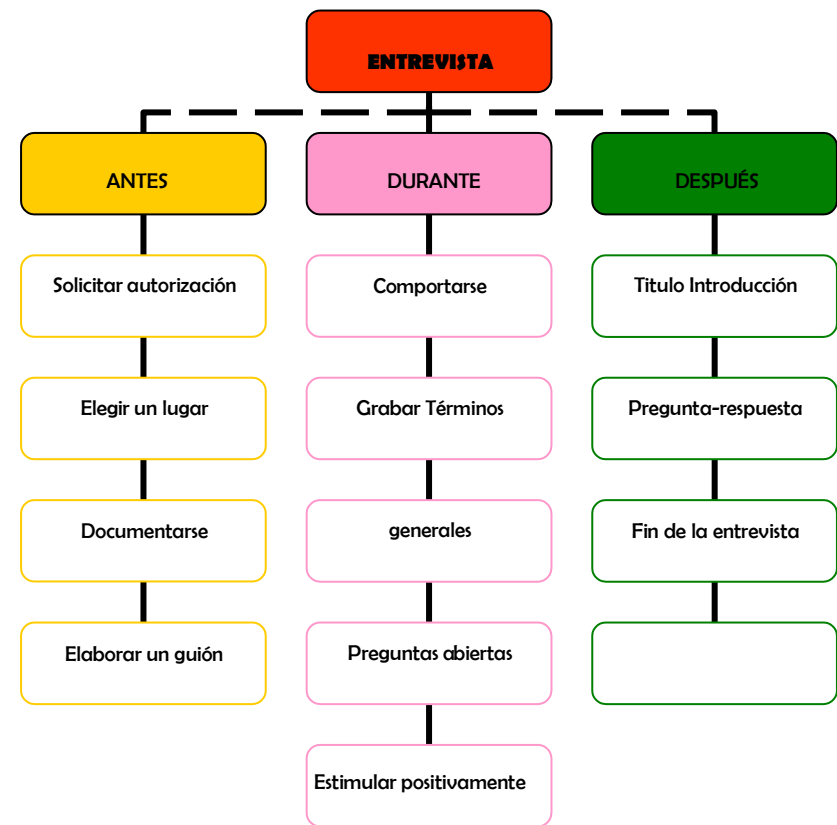 ENTREVISTA
ANTES
Solicitar autorización
Elegir un lugar
Documentarse
Elaborar un guión
DURANTE
Comportarse
Grabar Términos
generales
Preguntas abiertas
Estimular positivamente
DESPUÉS
Titulo Introducción
Pregunta-respuesta
Fin de la entrevista